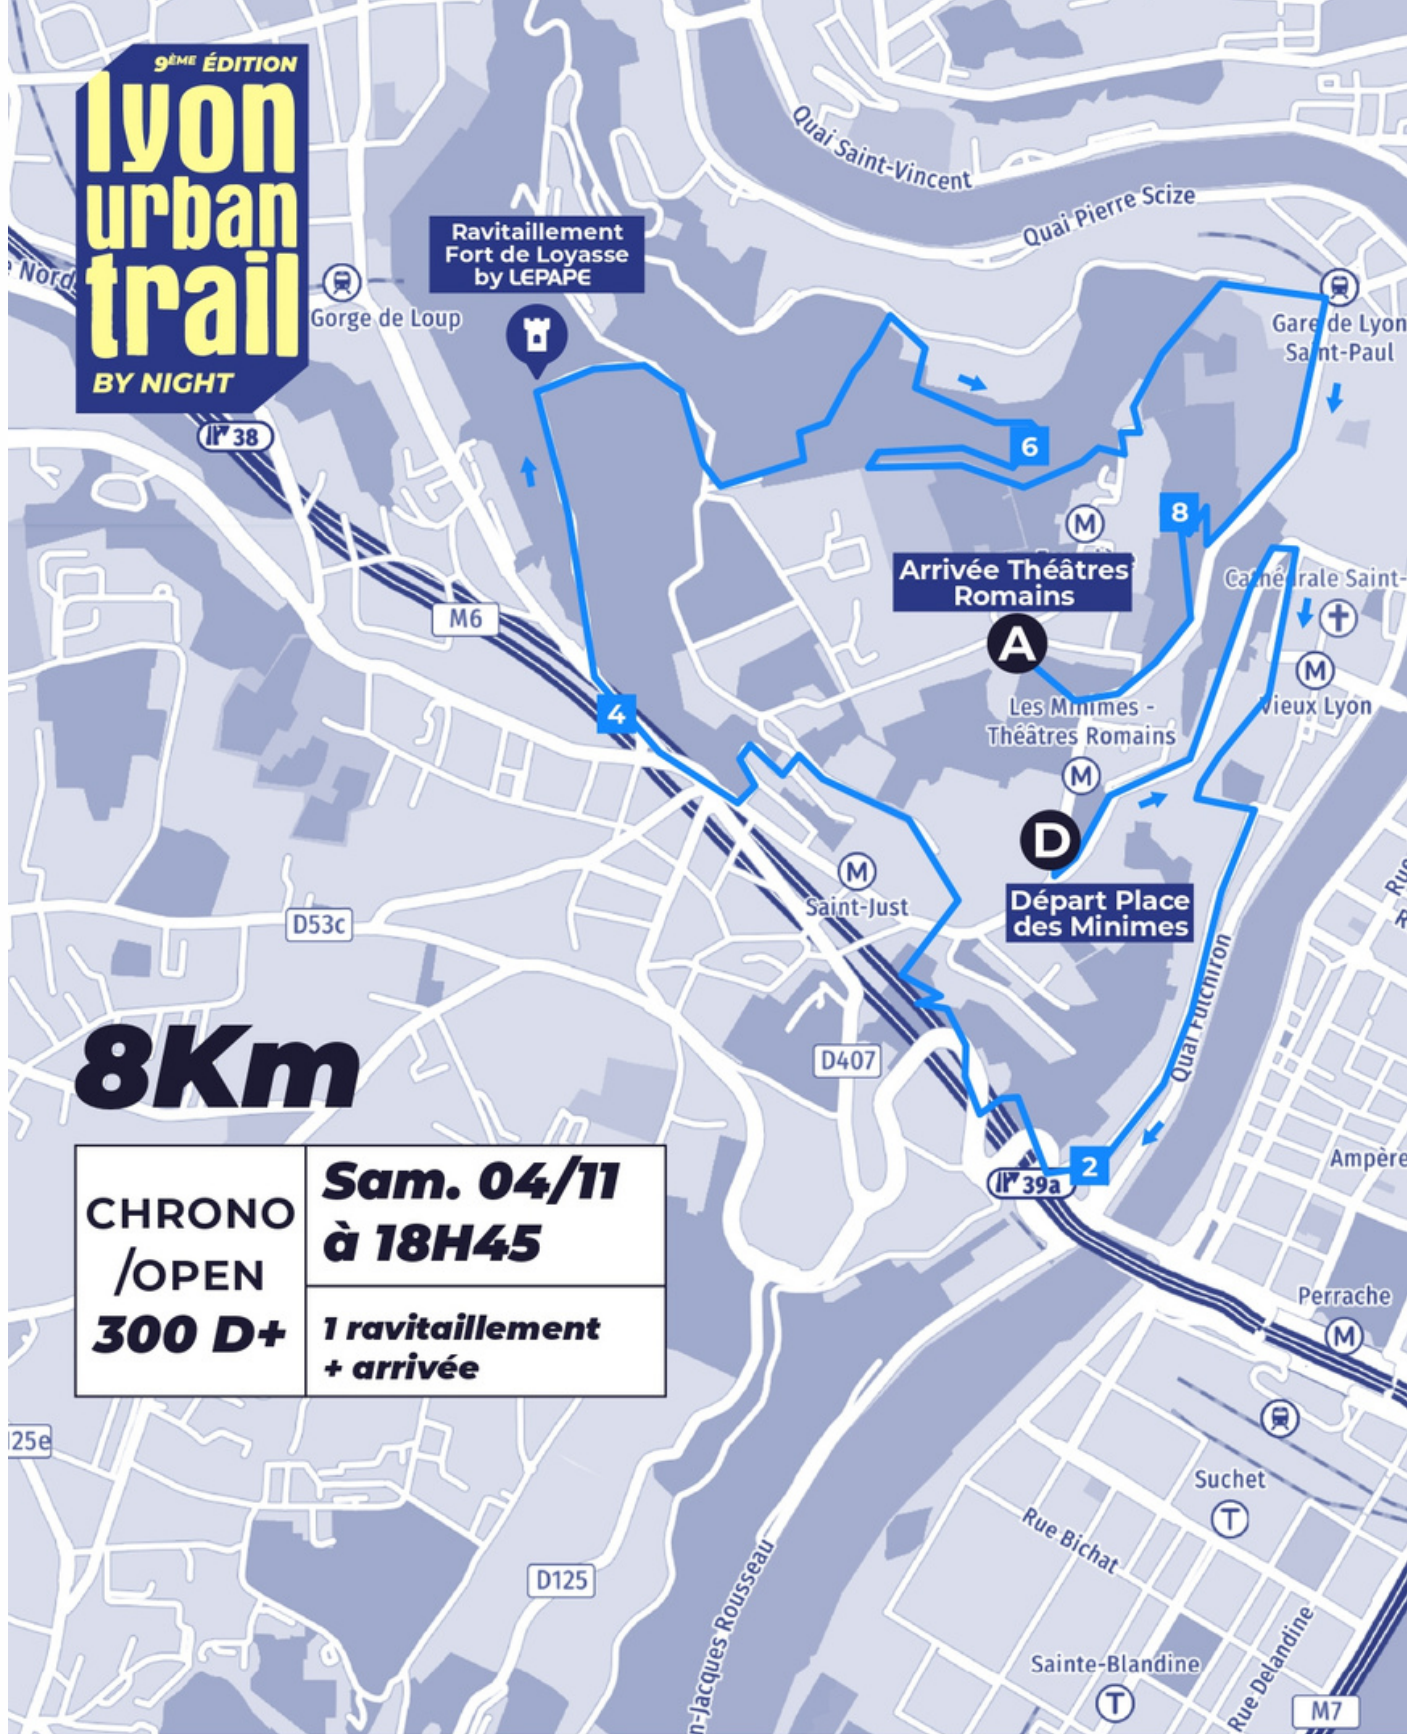 9ÈME ÉDITION
lyon
urban
trail
BY NIGHT
Quai Saint-Vincent
Quai Pierre Scize
Ravitaillement
Fort de Loyasse
by LEPAPE
Nord
Gorge de Loup
Gare de Lyon
Saint-Paul
38
6
8
M
Arrivée Théâtres
Romains
A
Cathédrale Saint-
M6
M
Vieux Lyon
4
Les Minimes -
Théâtres Romains
M
D
Départ Place
des Minimes
M
Saint-Just
D53c
Quai Fulchiron
Rue
D407
8Km
2
39a
Ampère
CHRONO
/OPEN
300 D+
Sam. 04/11
à 18H45
1 ravitaillement
+ arrivée
Perrache
M
25e
Suchet
T
Rue Bichat
D125
n-Jacques Rousseau
Sainte-Blandine
T
Rue Delandine
M7